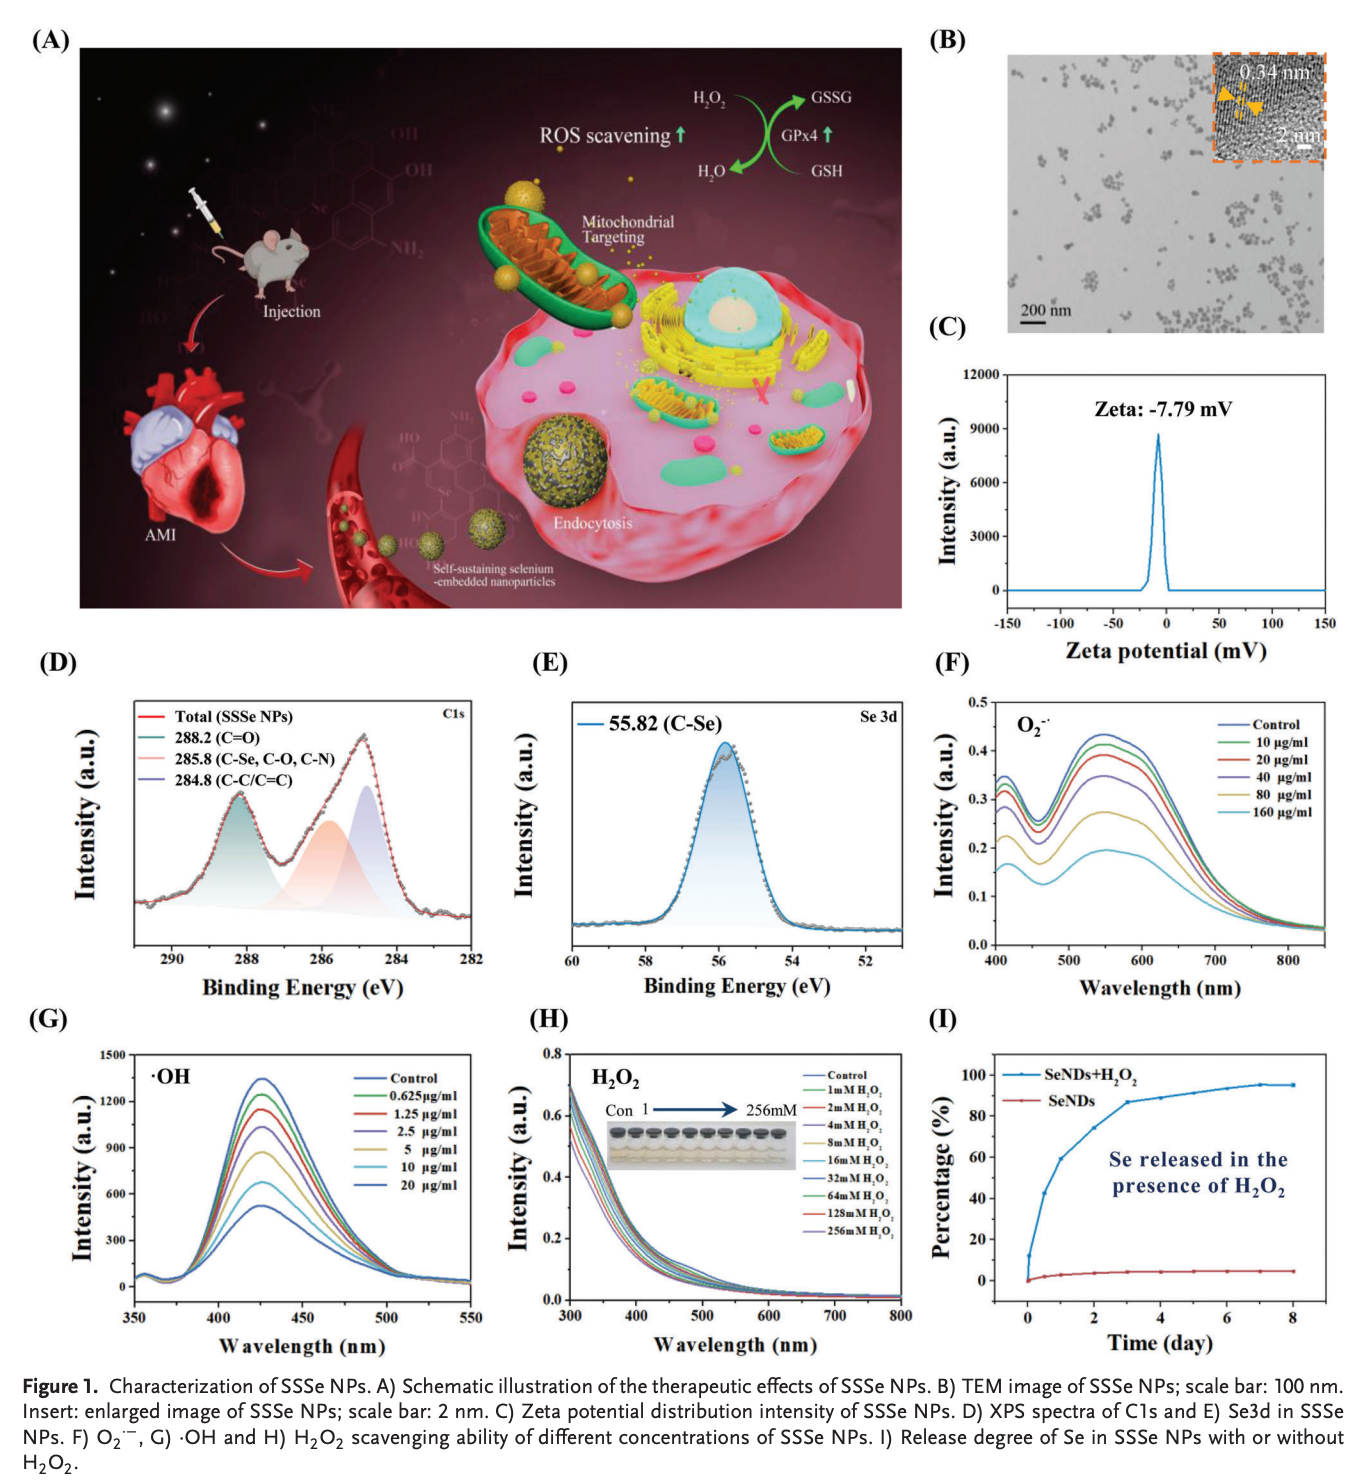 (A)
H₂O₂
GSSG
ROS scavening
GPx4
H₂O
GSH
OH
OH
NH₂
Mitochondrial
Targeting
Injection
AMI
HO
O
NH₂
Se
Se
HN
HO
Endocytosis
Self-sustaining selenium
-embedded nanoparticles
(B)
0.34 nm
2 nm
200 nm
(C)
12000
9000
6000
3000
0
Zeta: -7.79 mV
Intensity (a.u.)
-150 -100 -50 0 50 100 150
Zeta potential (mV)
(D)
Total (SSSe NPs)
288.2 (C=O)
285.8 (C-Se, C-O, C-N)
284.8 (C-C/C=C)
C1s
Intensity (a.u.)
290 288 286 284 282
Binding Energy (eV)
(E)
55.82 (C-Se)
Se 3d
Intensity (a.u.)
60 58 56 54 52
Binding Energy (eV)
(F)
0.5
0.4
0.3
0.2
0.1
0.0
O₂⁻·
Control
10 μg/ml
20 μg/ml
40 μg/ml
80 μg/ml
160 μg/ml
Intensity (a.u.)
400 500 600 700 800
Wavelength (nm)
(G)
1500
1200
900
600
300
0
·OH
Control
0.625μg/ml
1.25 μg/ml
2.5 μg/ml
5 μg/ml
10 μg/ml
20 μg/ml
Intensity (a.u.)
350 400 450 500 550
Wavelength (nm)
(H)
0.8
0.6
0.4
0.2
0.0
H₂O₂
Con 1 256mM
Control
1mM H₂O₂
2mM H₂O₂
4mM H₂O₂
8mM H₂O₂
16mM H₂O₂
32mM H₂O₂
64mM H₂O₂
128mM H₂O₂
256mM H₂O₂
Intensity (a.u.)
300 400 500 600 700 800
Wavelength (nm)
(I)
100
80
60
40
20
0
SeNDs+H₂O₂
SeNDs
Se released in the
presence of H₂O₂
Percentage (%)
0 2 4 6 8
Time (day)
Figure 1. Characterization of SSSe NPs. A) Schematic illustration of the therapeutic effects of SSSe NPs. B) TEM image of SSSe NPs; scale bar: 100 nm.
Insert: enlarged image of SSSe NPs; scale bar: 2 nm. C) Zeta potential distribution intensity of SSSe NPs. D) XPS spectra of C1s and E) Se3d in SSSe
NPs. F) O₂·⁻, G) ·OH and H) H₂O₂ scavenging ability of different concentrations of SSSe NPs. I) Release degree of Se in SSSe NPs with or without
H₂O₂.